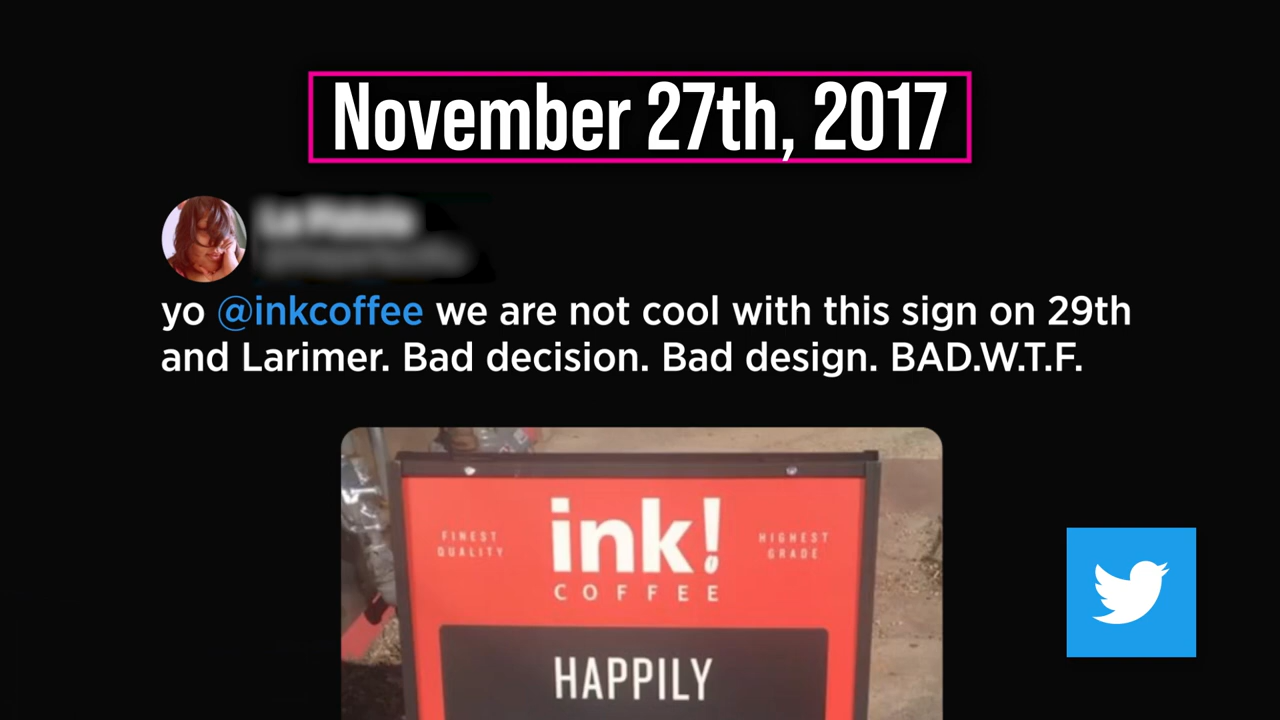 November 27th, 2017
yo @inkcoffee we are not cool with this sign on 29th
and Larimer. Bad decision. Bad design. BAD.W.T.F.
FINEST
QUALITY
ink!
COFFEE
HIGHEST
GRADE
HAPPILY